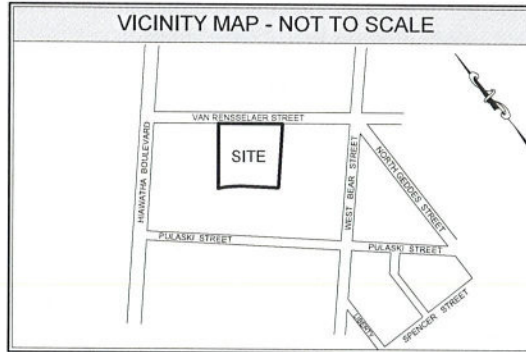 VICINITY MAP - NOT TO SCALE
VAN RENSSELAER STREET
SITE
HIAWATHA BOULEVARD
WEST BEAR STREET
NORTH GEDDES STREET
PULASKI STREET
PULASKI STREET
LIBERTY
SPENCER STREET